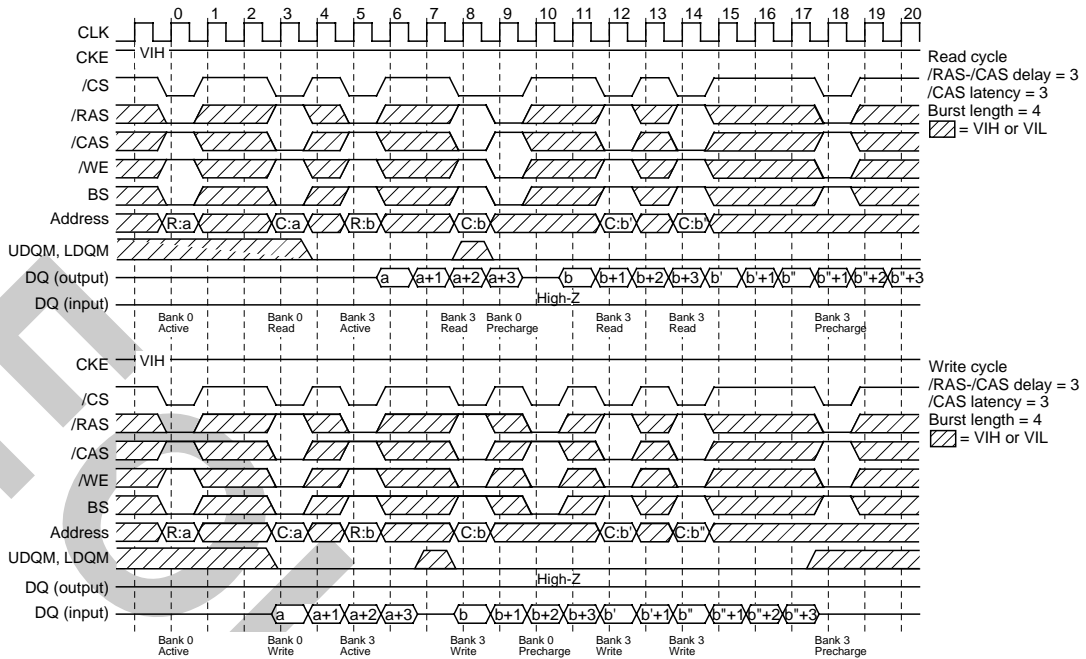 0 1 2 3 4 5 6 7 8 9 10 11 12 13 14 15 16 17 18 19 20
CLK
CKE VIH
/CS
/RAS
/CAS
/WE
BS
Address R:a C:a R:b C:b C:b' C:b"
UDQM, LDQM
DQ (output) a a+1 a+2 a+3 b b+1 b+2 b+3 b' b'+1 b" b"+1 b"+2 b"+3
High-Z
DQ (input)
Bank 0 Active
Bank 0 Read
Bank 3 Active
Bank 3 Read
Bank 0 Precharge
Bank 3 Read
Bank 3 Read
Bank 3 Precharge
Read cycle
/RAS-/CAS delay = 3
/CAS latency = 3
Burst length = 4
= VIH or VIL
CKE VIH
/CS
/RAS
/CAS
/WE
BS
Address R:a C:a R:b C:b C:b' C:b"
UDQM, LDQM
High-Z
DQ (output)
DQ (input) a a+1 a+2 a+3 b b+1 b+2 b+3 b' b'+1 b" b"+1 b"+2 b"+3
Bank 0 Active
Bank 0 Write
Bank 3 Active
Bank 3 Write
Bank 0 Precharge
Bank 3 Write
Bank 3 Write
Bank 3 Precharge
Write cycle
/RAS-/CAS delay = 3
/CAS latency = 3
Burst length = 4
= VIH or VIL